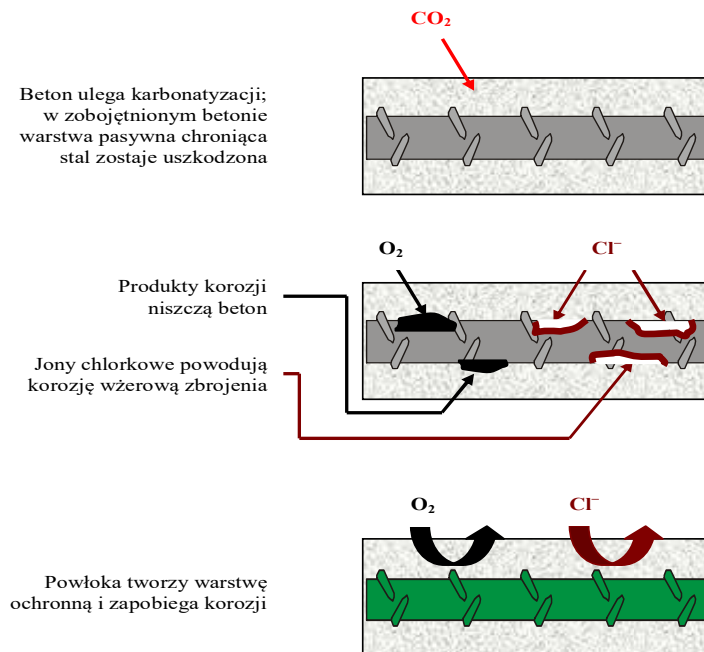 CO₂
Beton ulega karbonatyzacji;
w zobojętnionym betonie
warstwa pasywna chroniąca
stal zostaje uszkodzona
O₂
Cl⁻
Produkty korozji
niszczą beton
Jony chlorkowe powodują
korozję wżerową zbrojenia
O₂
Cl⁻
Powłoka tworzy warstwę
ochronną i zapobiega korozji